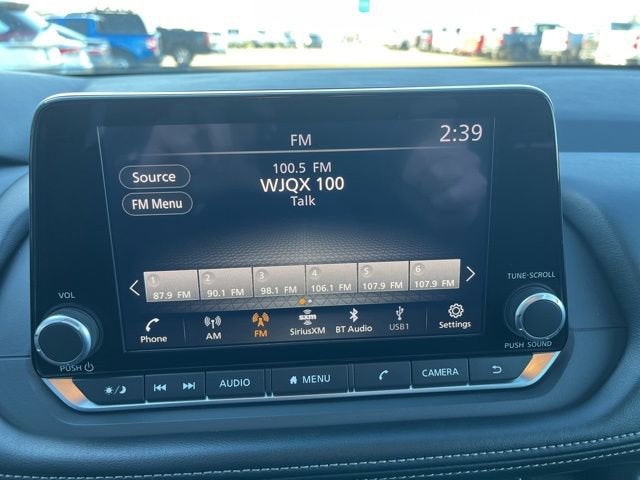 FM
2:39
100.5 FM
Source
WJQX 100
FM Menu
Talk
1 2 3 4 5 6
87.9 FM 90.1 FM 98.1 FM 106.1 FM 107.9 FM 107.9 FM
Phone AM FM SiriusXM BT Audio USB1 Settings
VOL
PUSH
TUNE·SCROLL
PUSH SOUND
AUDIO MENU CAMERA